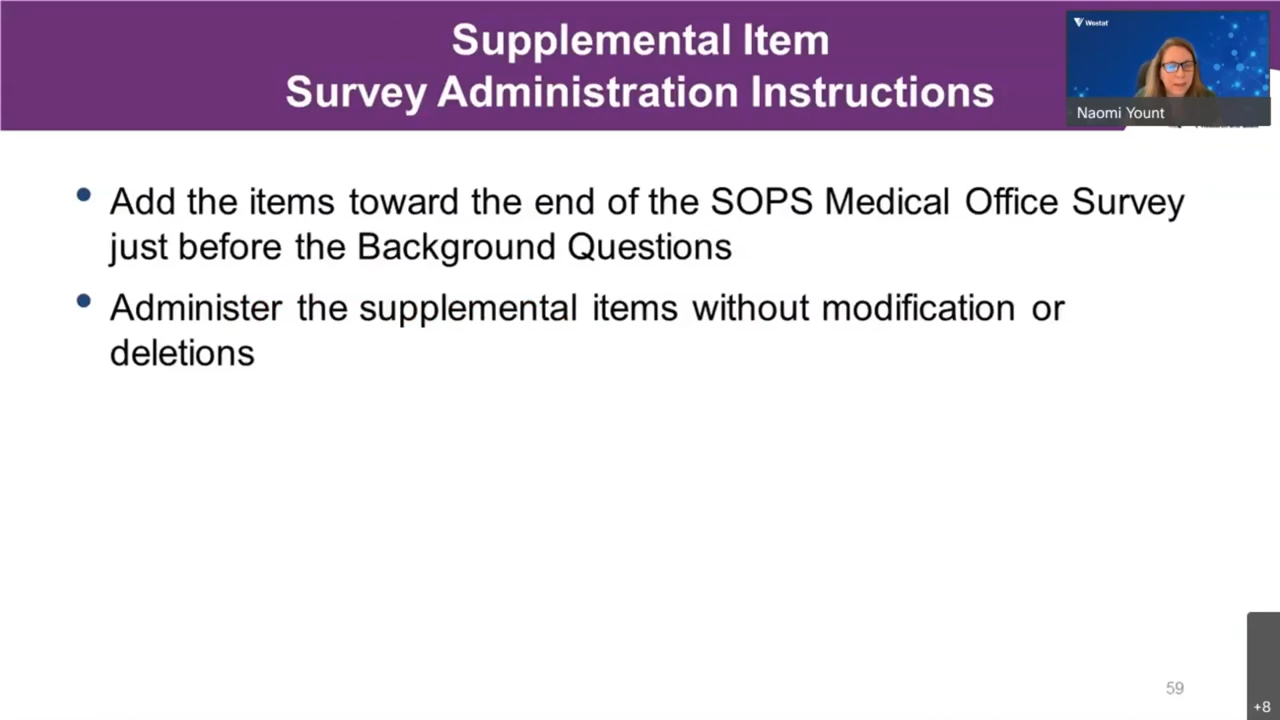 Supplemental Item
Survey Administration Instructions
Westat
Naomi Yount
• Add the items toward the end of the SOPS Medical Office Survey
just before the Background Questions
• Administer the supplemental items without modification or
deletions
59
+8